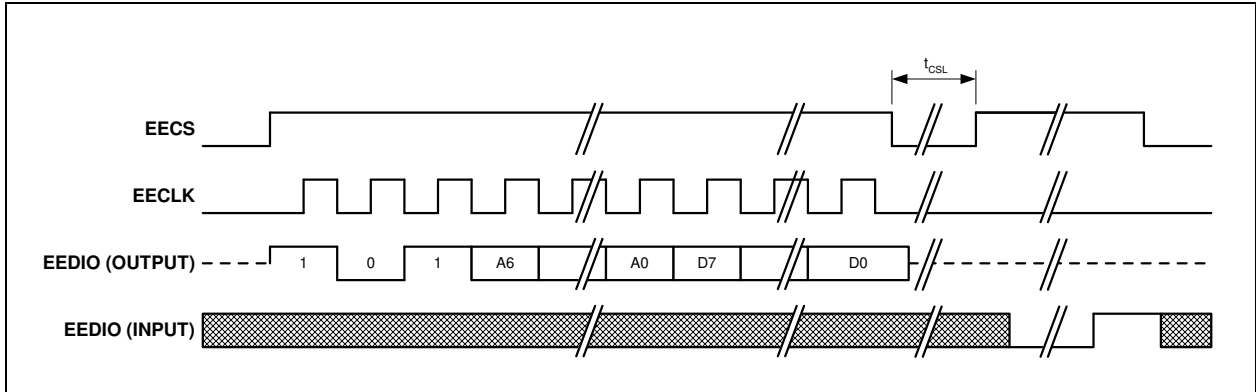 tCSL
EECS
EECLK
EEDIO (OUTPUT)
1 0 1 A6 A0 D7 D0
EEDIO (INPUT)